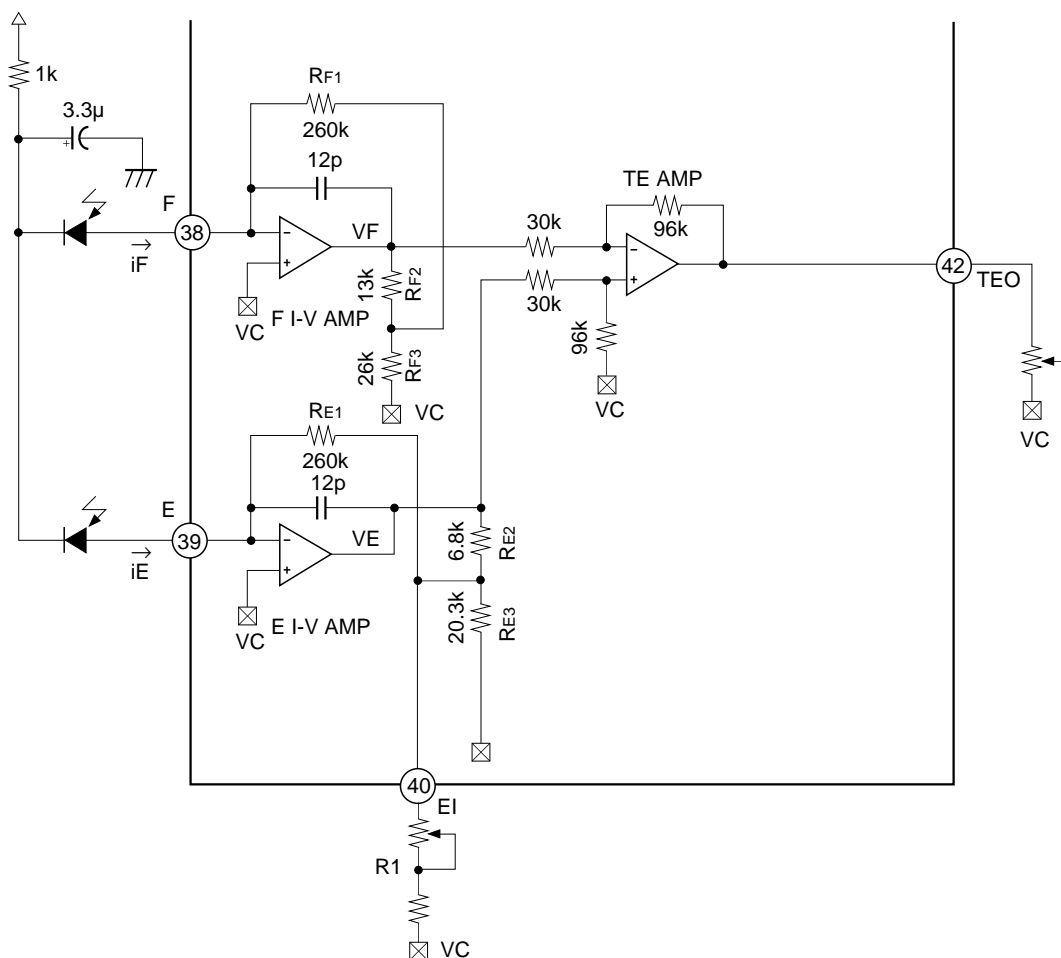 1k
3.3µ
+
RF1
260k
12p
F
38
iF
VC
F I-V AMP
VF
13k
RF2
26k
RF3
VC
30k
30k
TE AMP
96k
96k
VC
42
TEO
VC
RE1
260k
12p
E
39
iE
VC
E I-V AMP
VE
6.8k
RE2
20.3k
RE3
40
EI
R1
VC